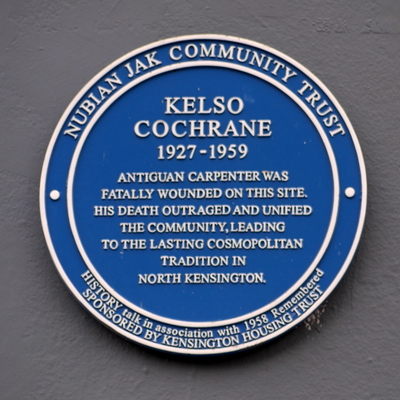 NUBIAN JAK COMMUNITY TRUST
KELSO
COCHRANE
1927-1959
ANTIGUAN CARPENTER WAS
FATALLY WOUNDED ON THIS SITE.
HIS DEATH OUTRAGED AND UNIFIED
THE COMMUNITY, LEADING
TO THE LASTING COSMOPOLITAN
TRADITION IN
NORTH KENSINGTON.
HISTORY talk in association with 1958 Remembered
SPONSORED BY KENSINGTON HOUSING TRUST